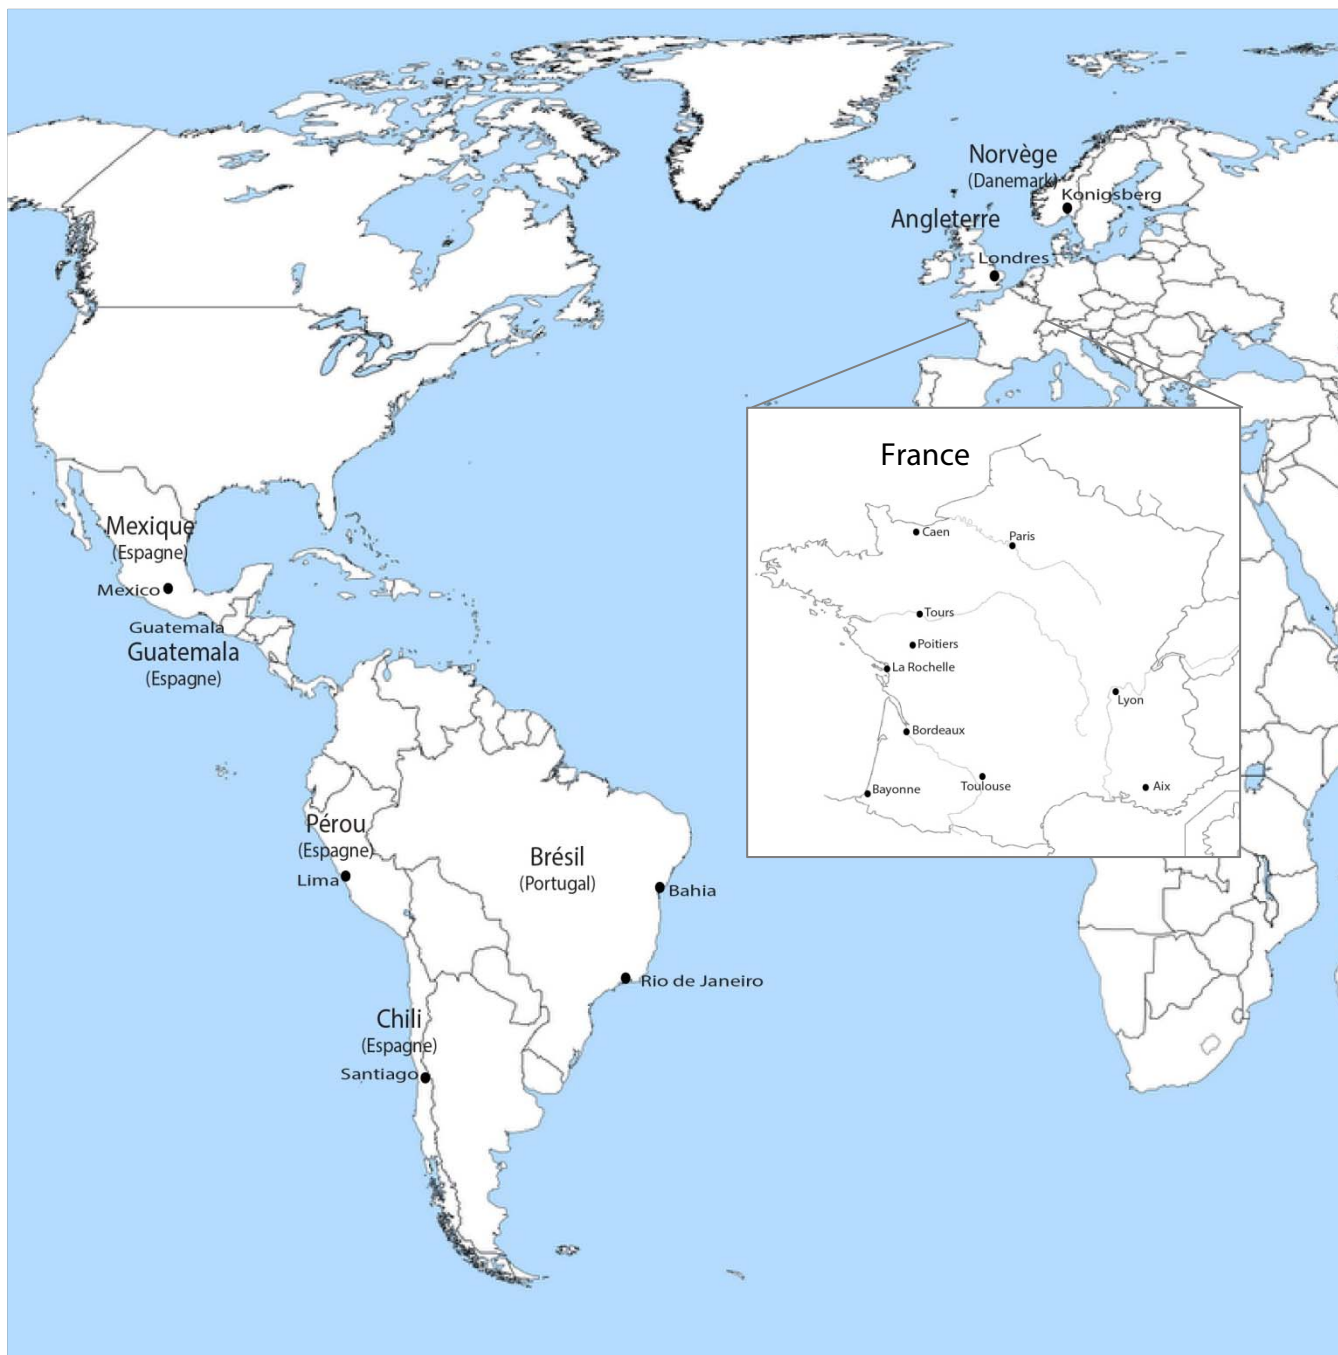 Norvège
(Danemark)
Konigsberg
Angleterre
Londres
France
Caen
Paris
Tours
Poitiers
La Rochelle
Lyon
Bordeaux
Bayonne
Toulouse
Aix
Mexique
(Espagne)
Mexico
Guatemala
Guatemala
(Espagne)
Pérou
(Espagne)
Lima
Brésil
(Portugal)
Bahia
Rio de Janeiro
Chili
(Espagne)
Santiago